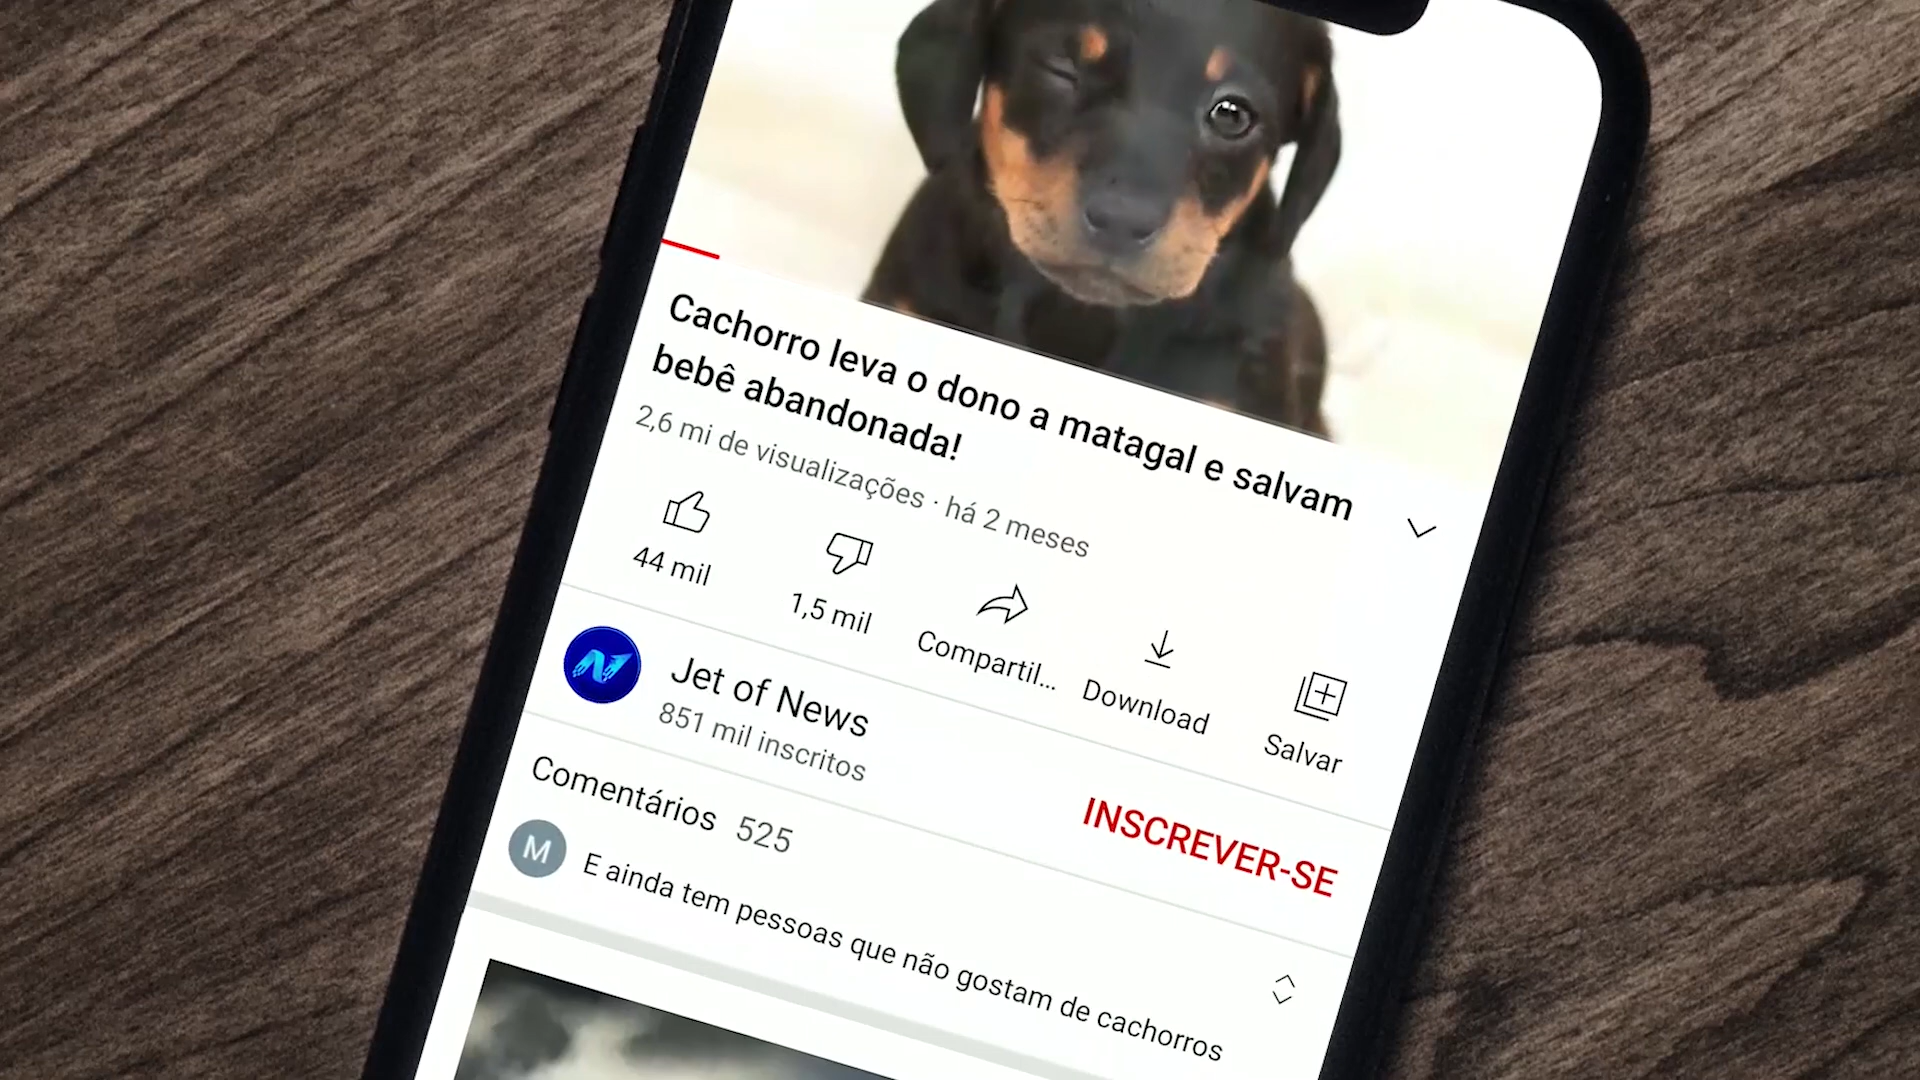 Cachorro leva o dono a matagal e salvam
bebê abandonada!
2,6 mi de visualizações · há 2 meses
44 mil
1,5 mil
Compartil...
Download
Salvar
Jet of News
851 mil inscritos
INSCREVER-SE
Comentários 525
M
E ainda tem pessoas que não gostam de cachorros